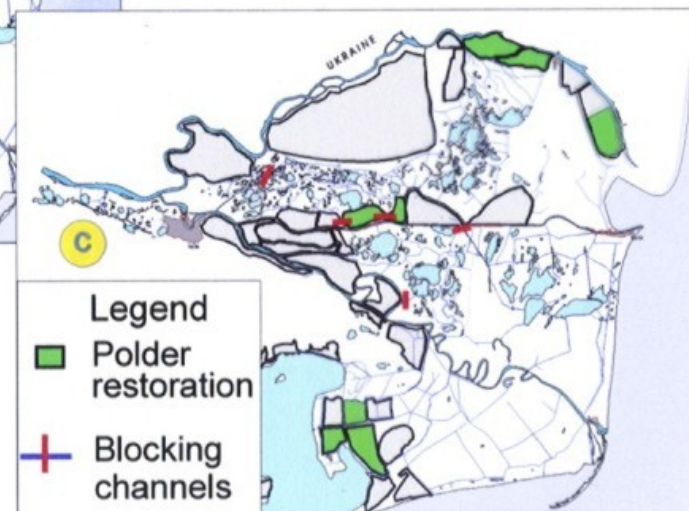 UKRAINE
C
Legend
Polder
restoration
Blocking
channels